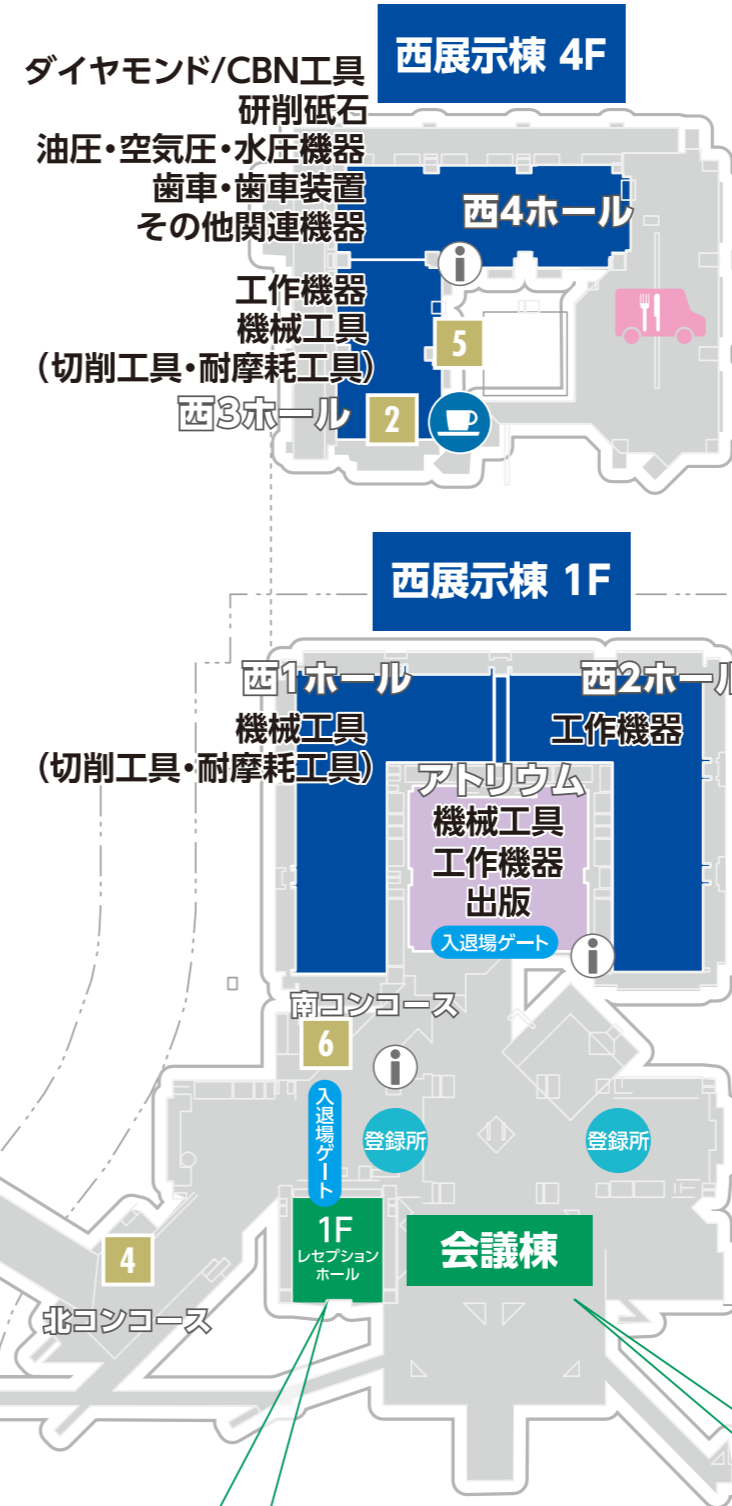 西展示棟 4F
ダイヤモンド/CBN工具
研削砥石
油圧・空気圧・水圧機器
歯車・歯車装置
その他関連機器
西4ホール
i
工作機器
機械工具
(切削工具・耐摩耗工具)
5
西3ホール
2
西展示棟 1F
西1ホール
西2ホール
機械工具
(切削工具・耐摩耗工具)
工作機器
アトリウム
機械工具
工作機器
出版
入退場ゲート
i
南コンコース
6
i
入退場ゲート
登録所
登録所
1F
レセプション
ホール
会議棟
4
北コンコース